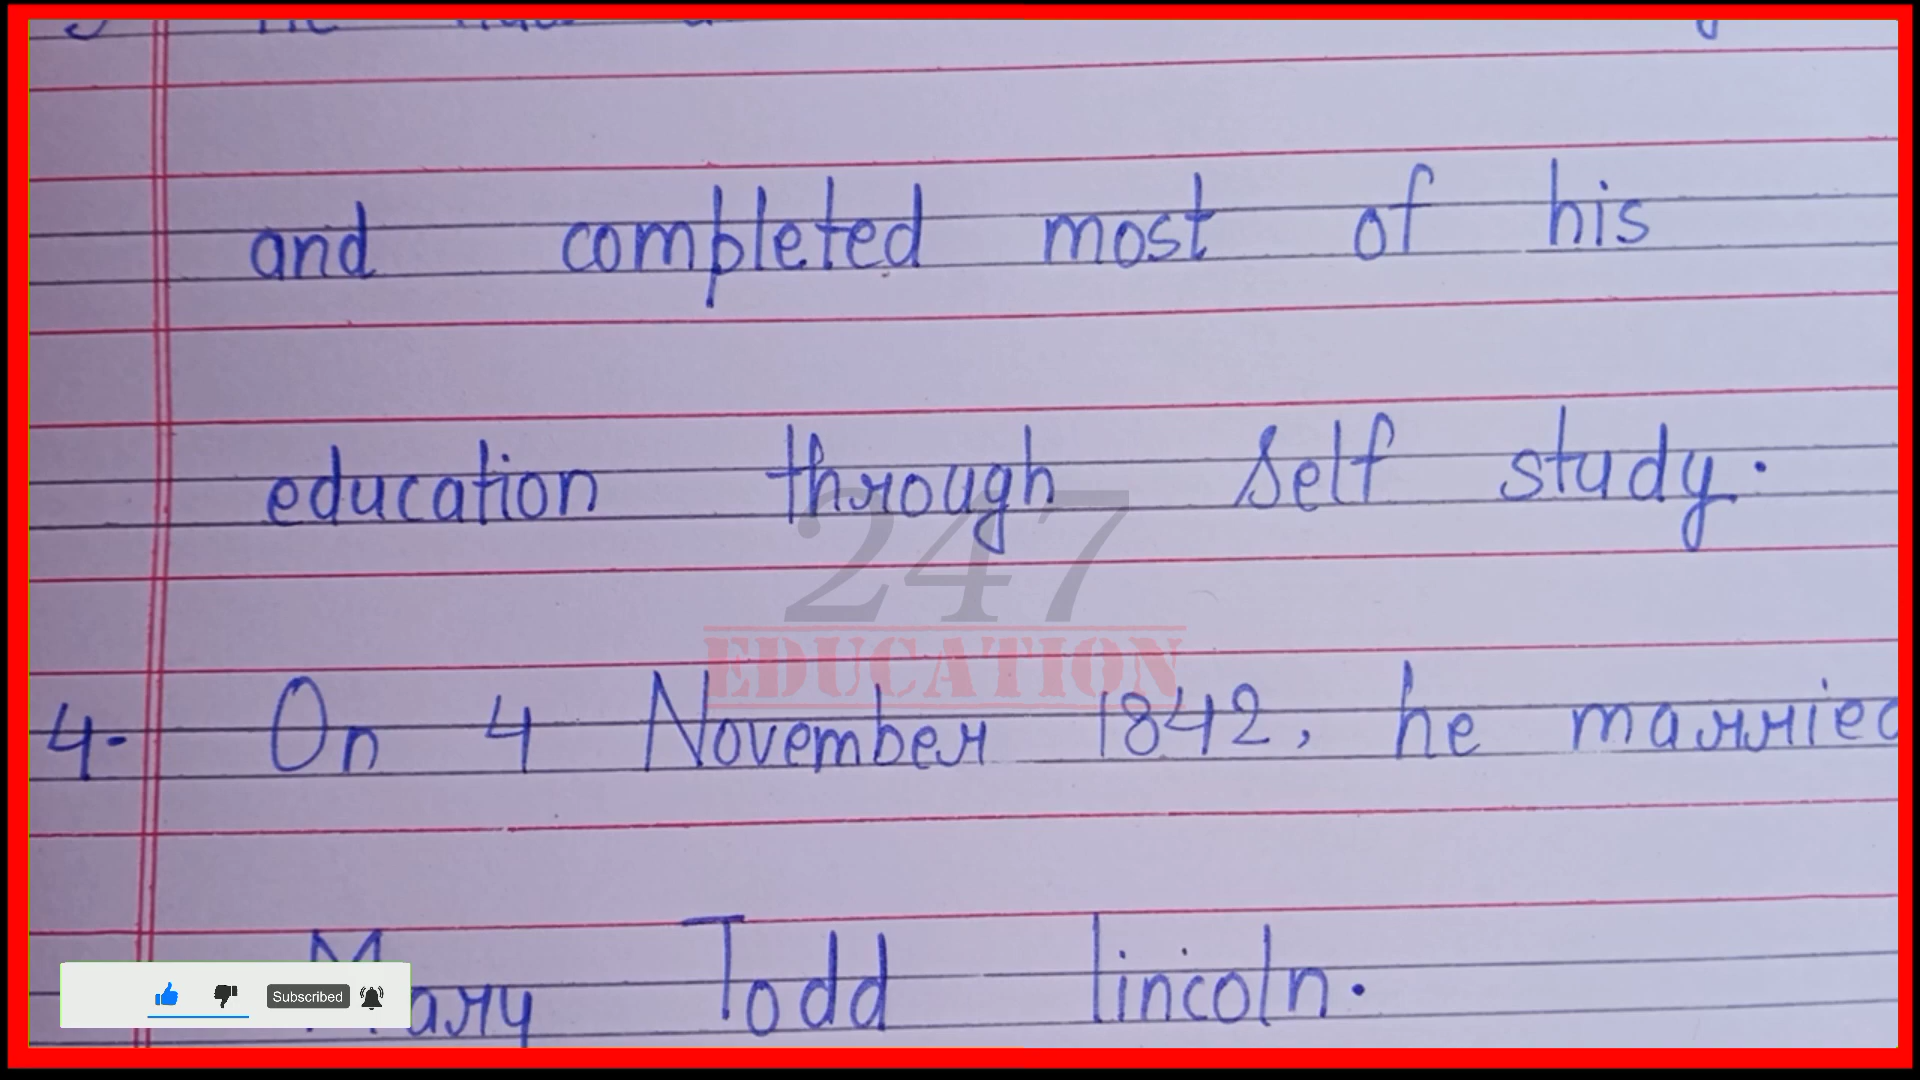 and completed most of his
education through self study.
247
EDUCATION
4- On 4 November 1842, he married
Mary Todd lincoln.
Subscribed